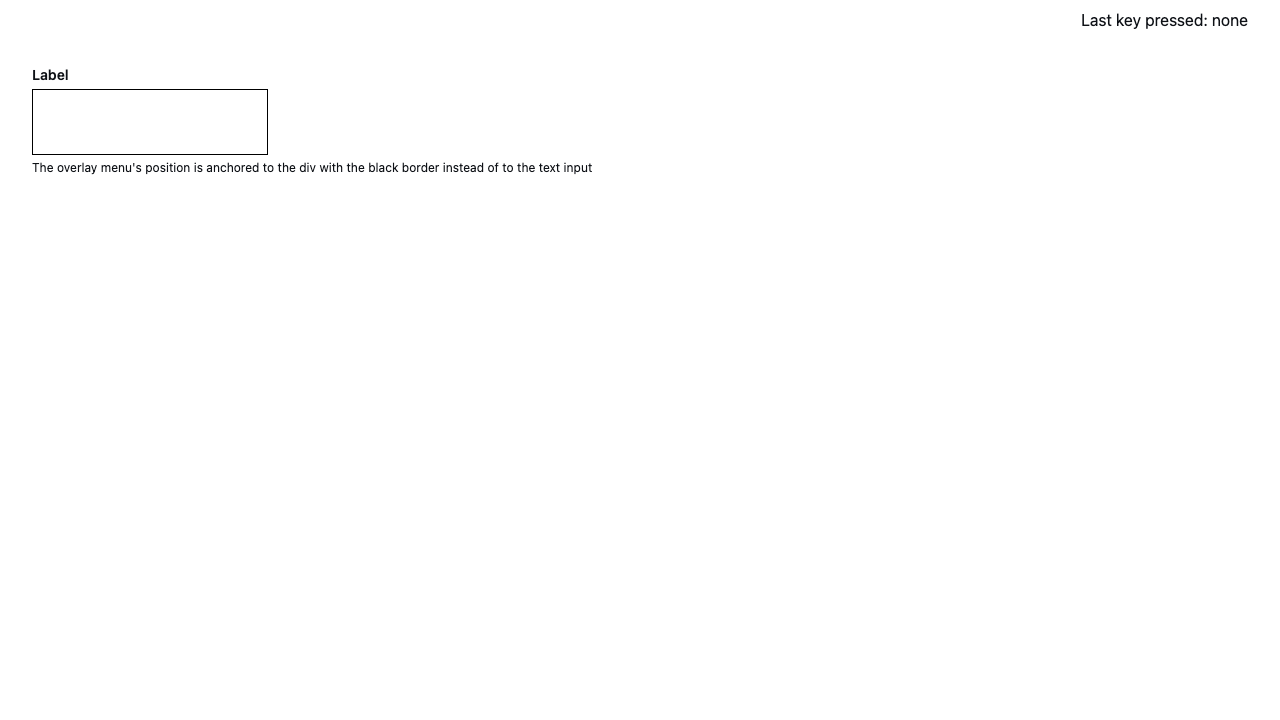 Last key pressed: none
Label
The overlay menu's position is anchored to the div with the black border instead of to the text input